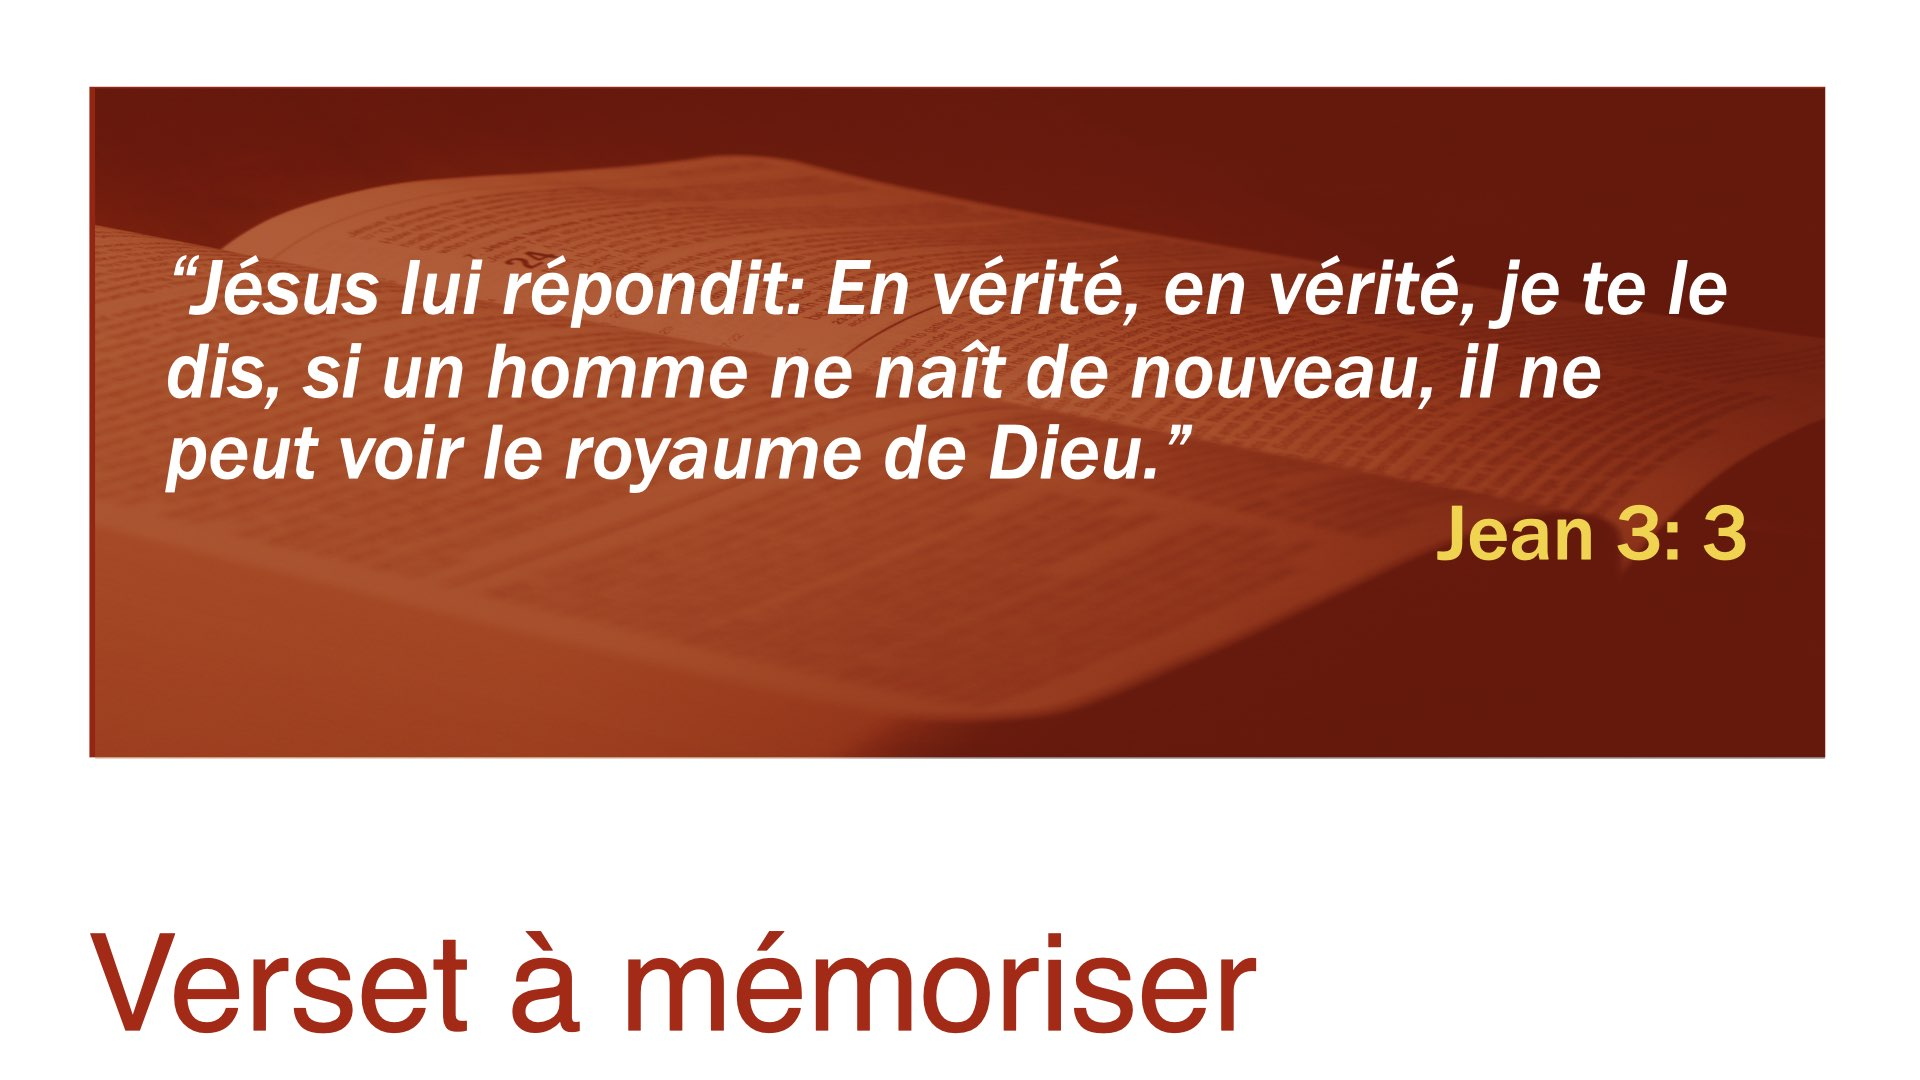 “Jésus lui répondit: En vérité, en vérité, je te le
dis, si un homme ne naît de nouveau, il ne
peut voir le royaume de Dieu.”
Jean 3: 3
Verset à mémoriser